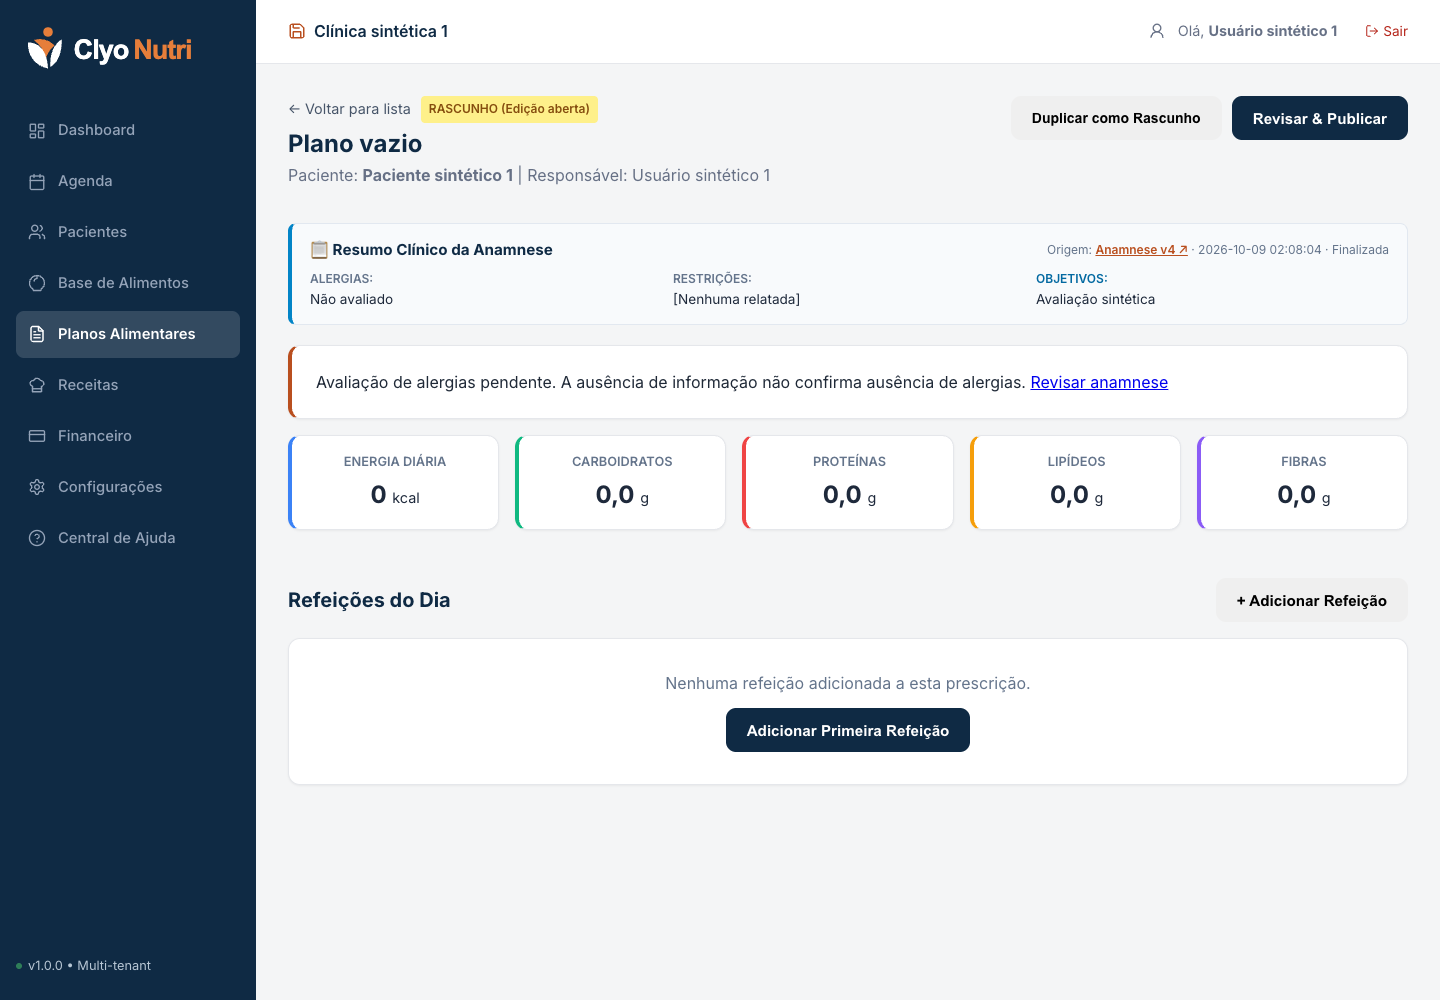 Clyo Nutri
Dashboard
Agenda
Pacientes
Base de Alimentos
Planos Alimentares
Receitas
Financeiro
Configurações
Central de Ajuda
v1.0.0 • Multi-tenant
Clínica sintética 1
Olá, Usuário sintético 1
Sair
← Voltar para lista
RASCUNHO (Edição aberta)
Duplicar como Rascunho
Revisar & Publicar
Plano vazio
Paciente: Paciente sintético 1 | Responsável: Usuário sintético 1
Resumo Clínico da Anamnese
Origem: Anamnese v4 ↗ · 2026-10-09 02:08:04 · Finalizada
ALERGIAS:
Não avaliado
RESTRIÇÕES:
[Nenhuma relatada]
OBJETIVOS:
Avaliação sintética
Avaliação de alergias pendente. A ausência de informação não confirma ausência de alergias. Revisar anamnese
ENERGIA DIÁRIA
0 kcal
CARBOIDRATOS
0,0 g
PROTEÍNAS
0,0 g
LIPÍDEOS
0,0 g
FIBRAS
0,0 g
Refeições do Dia
+ Adicionar Refeição
Nenhuma refeição adicionada a esta prescrição.
Adicionar Primeira Refeição